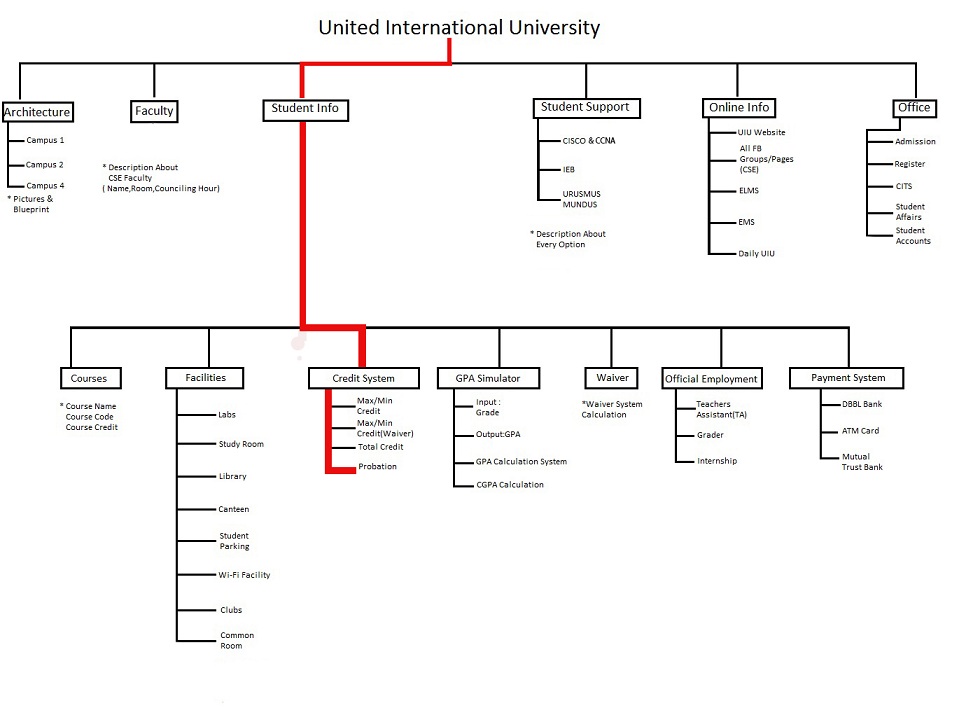 United International University
Architecture
Campus 1
Campus 2
Campus 4
* Pictures &
Blueprint
Faculty
* Description About
CSE Faculty
( Name,Room,Counciling Hour)
Student Info
Student Support
CISCO & CCNA
IEB
URUSMUS
MUNDUS
* Description About
Every Option
Online Info
UIU Website
All FB
Groups/Pages
(CSE)
ELMS
EMS
Daily UIU
Office
Admission
Register
CITS
Student
Affairs
Student
Accounts
Courses
* Course Name
Course Code
Course Credit
Facilities
Labs
Study Room
Library
Canteen
Student
Parking
Wi-Fi Facility
Clubs
Common
Room
Credit System
Max/Min
Credit
Max/Min
Credit(Waiver)
Total Credit
Probation
GPA Simulator
Input :
Grade
Output:GPA
GPA Calculation System
CGPA Calculation
Waiver
*Waiver System
Calculation
Official Employment
Teachers
Assistant(TA)
Grader
Internship
Payment System
DBBL Bank
ATM Card
Mutual
Trust Bank